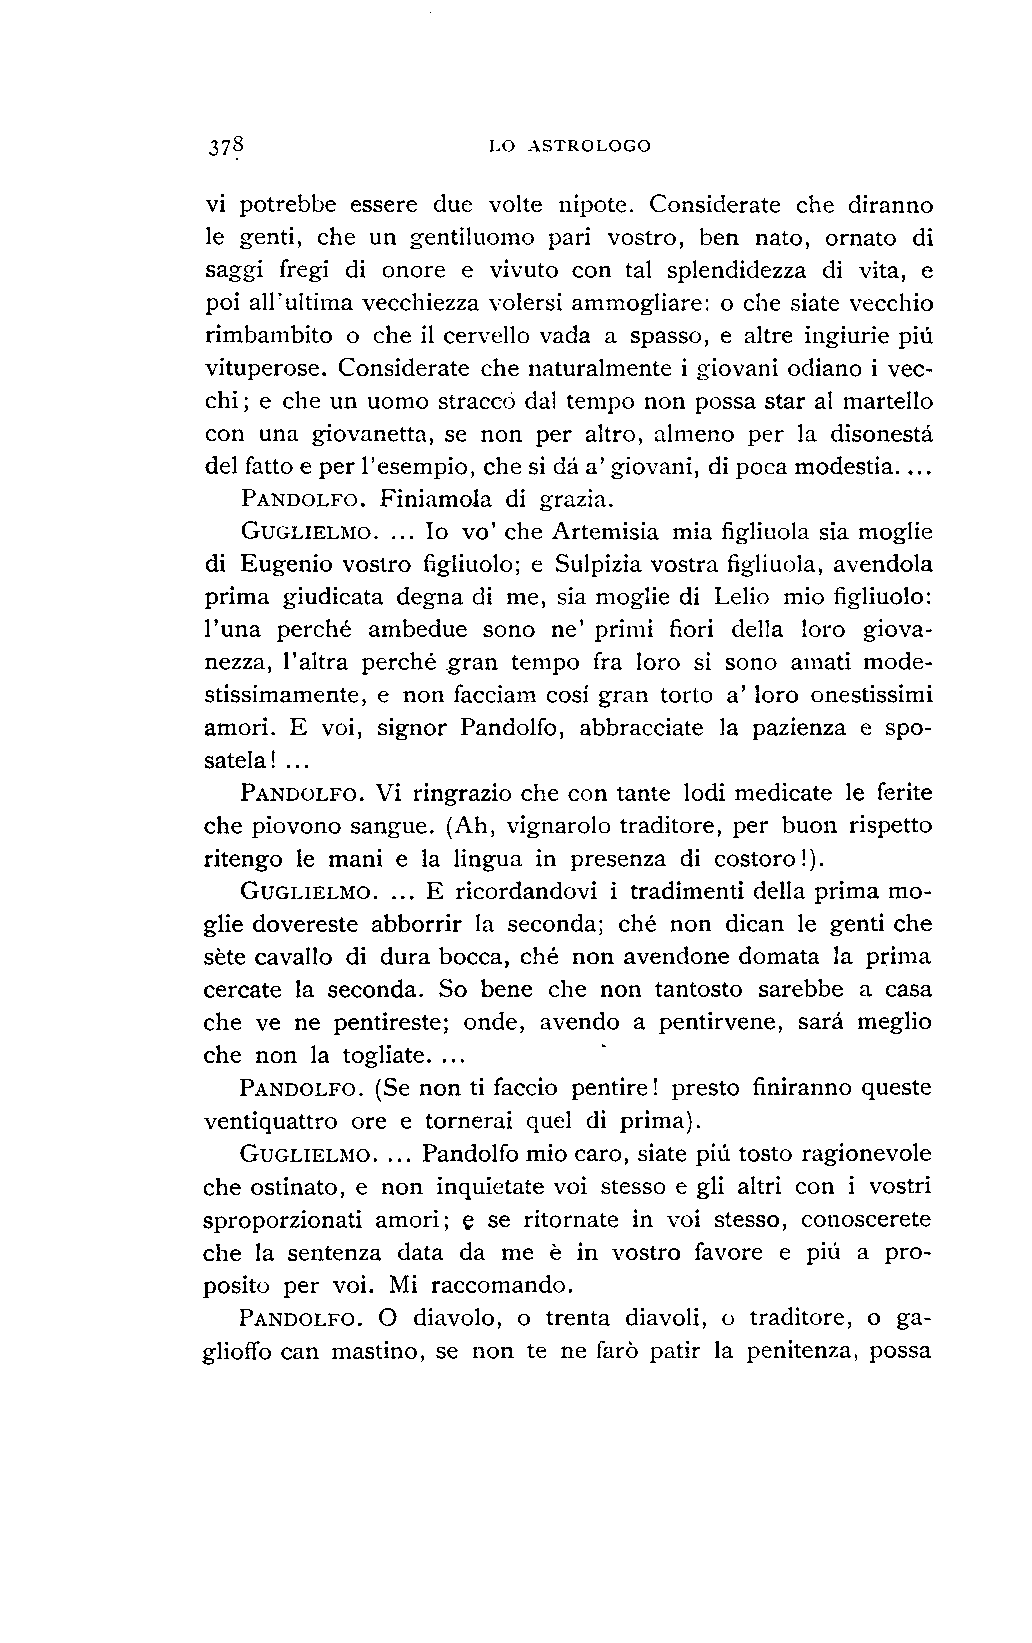 378 LO ASTROLOGO
vi potrebbe essere due volte nipote. Considerate che diranno
le genti, che un gentiluomo pari vostro, ben nato, ornato di
saggi fregi di onore e vivuto con tal splendidezza di vita, e
poi all'ultima vecchiezza volersi ammogliare: o che siate vecchio
rimbambito o che il cervello vada a spasso, e altre ingiurie piú
vituperose. Considerate che naturalmente i giovani odiano i vec-
chi; e che un uomo straccó dal tempo non possa star al martello
con una giovanetta, se non per altro, almeno per la disonestá
del fatto e per l'esempio, che si dá a' giovani, di poca modestia. ...
PANDOLFO. Finiamola di grazia.
GUGLIELMO. ... Io vo' che Artemisia mia figliuola sia moglie
di Eugenio vostro figliuolo; e Sulpizia vostra figliuola, avendola
prima giudicata degna di me, sia moglie di Lelio mio figliuolo:
l'una perché ambedue sono ne' primi fiori della loro giova-
nezza, l'altra perché gran tempo fra loro si sono amati mode-
stissimamente, e non facciam cosí gran torto a' loro onestissimi
amori. E voi, signor Pandolfo, abbracciate la pazienza e spo-
satela! ...
PANDOLFO. Vi ringrazio che con tante lodi medicate le ferite
che piovono sangue. (Ah, vignarolo traditore, per buon rispetto
ritengo le mani e la lingua in presenza di costoro!).
GUGLIELMO. ... E ricordandovi i tradimenti della prima mo-
glie dovereste abborrir la seconda; ché non dican le genti che
sète cavallo di dura bocca, ché non avendone domata la prima
cercate la seconda. So bene che non tantosto sarebbe a casa
che ve ne pentireste; onde, avendo a pentirvene, sará meglio
che non la togliate. ...
PANDOLFO. (Se non ti faccio pentire! presto finiranno queste
ventiquattro ore e tornerai quel di prima).
GUGLIELMO. ... Pandolfo mio caro, siate piú tosto ragionevole
che ostinato, e non inquietate voi stesso e gli altri con i vostri
sproporzionati amori; e se ritornate in voi stesso, conoscerete
che la sentenza data da me è in vostro favore e piú a pro-
posito per voi. Mi raccomando.
PANDOLFO. O diavolo, o trenta diavoli, o traditore, o ga-
glioffo can mastino, se non te ne farò patir la penitenza, possa